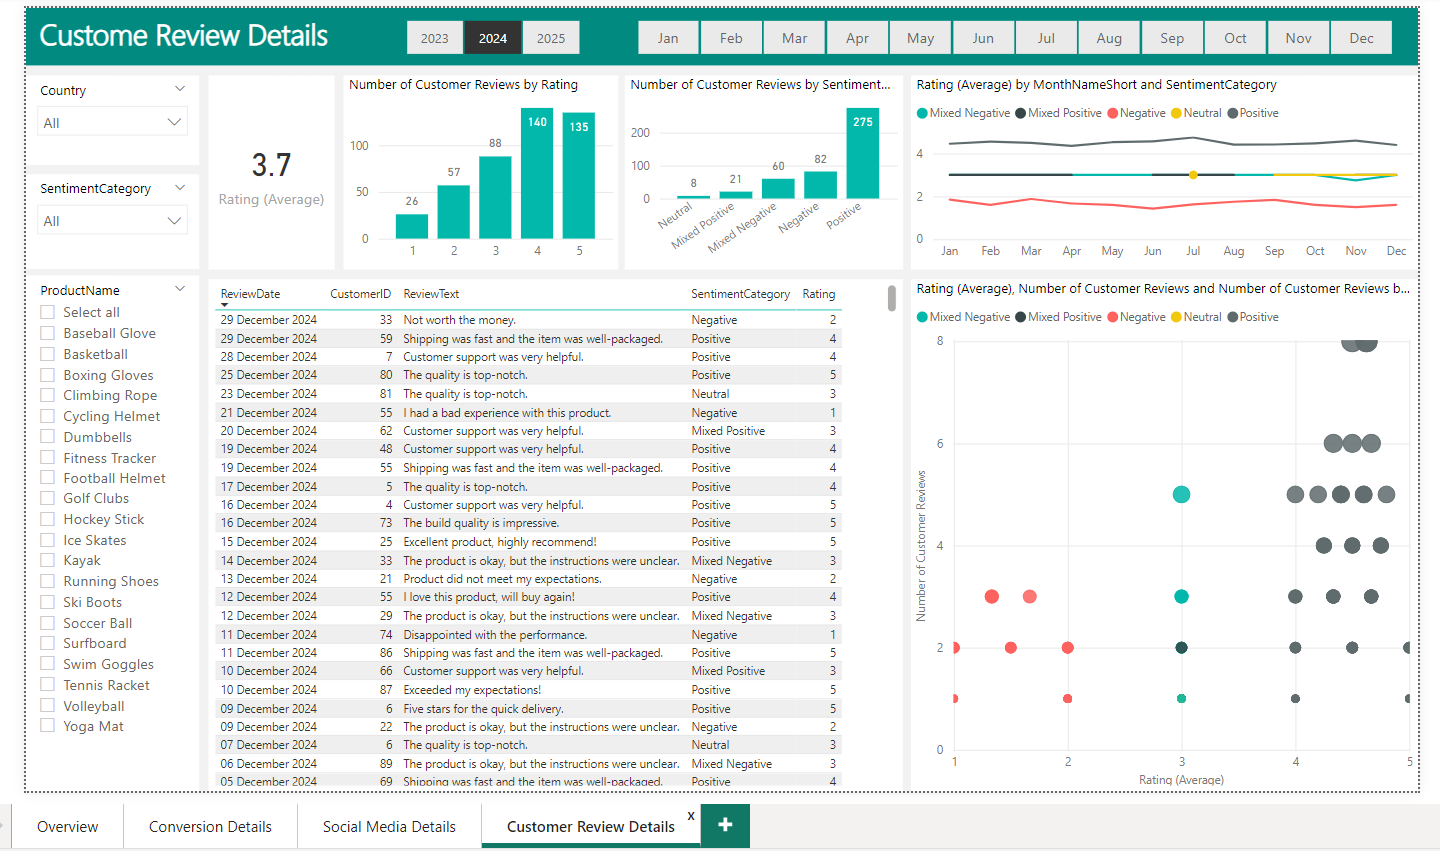 Custome Review Details
2023 2024 2025
Jan Feb Mar Apr May Jun Jul Aug Sep Oct Nov Dec
Country
All
SentimentCategory
All
ProductName
Select all
Baseball Glove
Basketball
Boxing Gloves
Climbing Rope
Cycling Helmet
Dumbbells
Fitness Tracker
Football Helmet
Golf Clubs
Hockey Stick
Ice Skates
Kayak
Running Shoes
Ski Boots
Soccer Ball
Surfboard
Swim Goggles
Tennis Racket
Volleyball
Yoga Mat
3.7
Rating (Average)
Number of Customer Reviews by Rating
100
50
0
26 57 88 140 135
1 2 3 4 5
Number of Customer Reviews by Sentiment...
200
100
0
8 21 60 82 275
Neutral
Mixed Positive
Mixed Negative
Negative
Positive
Rating (Average) by MonthNameShort and SentimentCategory
Mixed Negative Mixed Positive Negative Neutral Positive
4
2
0
Jan Feb Mar Apr May Jun Jul Aug Sep Oct Nov Dec
ReviewDate CustomerID ReviewText SentimentCategory Rating
29 December 2024 33 Not worth the money. Negative 2
29 December 2024 59 Shipping was fast and the item was well-packaged. Positive 4
28 December 2024 7 Customer support was very helpful. Positive 4
25 December 2024 80 The quality is top-notch. Positive 5
23 December 2024 81 The quality is top-notch. Neutral 3
21 December 2024 55 I had a bad experience with this product. Negative 1
20 December 2024 62 Customer support was very helpful. Mixed Positive 3
19 December 2024 48 Customer support was very helpful. Positive 4
19 December 2024 55 Shipping was fast and the item was well-packaged. Positive 4
17 December 2024 5 The quality is top-notch. Positive 4
16 December 2024 4 Customer support was very helpful. Positive 5
16 December 2024 73 The build quality is impressive. Positive 5
15 December 2024 25 Excellent product, highly recommend! Positive 5
14 December 2024 33 The product is okay, but the instructions were unclear. Mixed Negative 3
13 December 2024 21 Product did not meet my expectations. Negative 2
12 December 2024 55 I love this product, will buy again! Positive 4
12 December 2024 29 The product is okay, but the instructions were unclear. Mixed Negative 3
11 December 2024 74 Disappointed with the performance. Negative 1
11 December 2024 86 Shipping was fast and the item was well-packaged. Positive 5
10 December 2024 66 Customer support was very helpful. Mixed Positive 3
10 December 2024 87 Exceeded my expectations! Positive 5
09 December 2024 6 Five stars for the quick delivery. Positive 5
09 December 2024 22 The product is okay, but the instructions were unclear. Negative 2
07 December 2024 6 The quality is top-notch. Neutral 3
06 December 2024 89 The product is okay, but the instructions were unclear. Mixed Negative 3
05 December 2024 69 Shipping was fast and the item was well-packaged. Positive 4
Rating (Average), Number of Customer Reviews and Number of Customer Reviews b...
Mixed Negative Mixed Positive Negative Neutral Positive
Number of Customer Reviews
8
6
4
2
0
1 2 3 4 5
Rating (Average)
Overview Conversion Details Social Media Details Customer Review Details x +